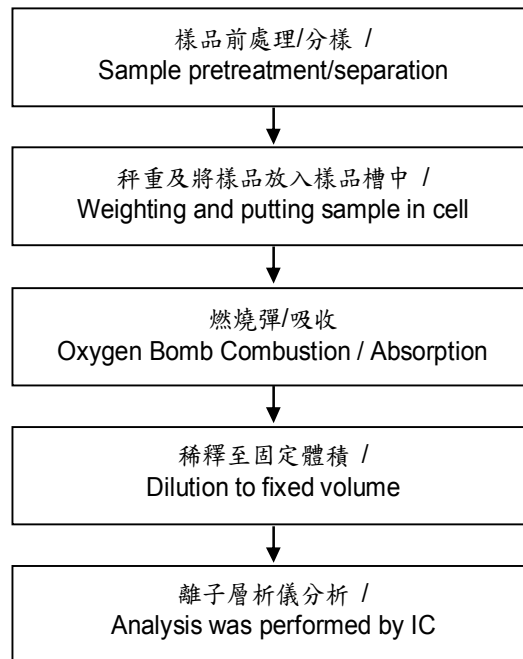 樣品前處理/分樣 /
Sample pretreatment/separation
秤重及將樣品放入樣品槽中 /
Weighting and putting sample in cell
燃燒彈/吸收
Oxygen Bomb Combustion / Absorption
稀釋至固定體積 /
Dilution to fixed volume
離子層析儀分析 /
Analysis was performed by IC